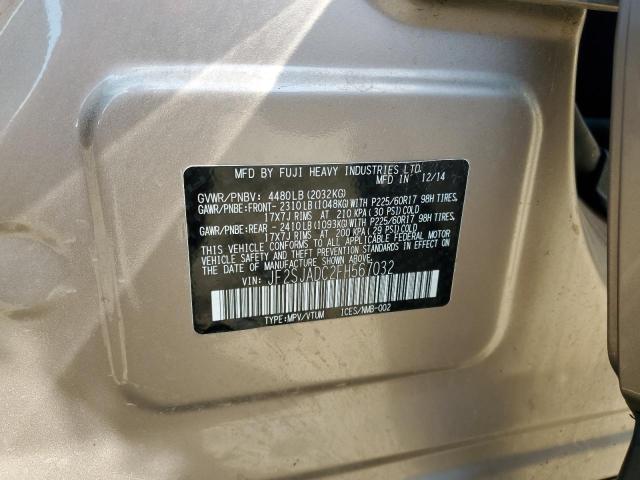 MFD BY FUJI HEAVY INDUSTRIES LTD.
MFD IN 12/14
GVWR/PNBV: 4480LB(2032KG)
GAWR/PNBE:FRONT-2310LB(1048KG)WITH P225/60R17 98H TIRES,
17X7J RIMS AT 210 KPA(30 PSI)COLD
GAWR/PNBE:REAR -2410LB(1093KG)WITH P225/60R17 98H TIRES,
17X7J RIMS AT 200 KPA(29 PSI)COLD
THIS VEHICLE CONFORMS TO ALL APPLICABLE FEDERAL MOTOR
VEHICLE SAFETY STANDARDS IN EFFECT ON THE DATE OF
MANUFACTURE SHOWN ABOVE.
VIN: JF2SJADC2FH567032
TYPE:MPV/VTUM ICES/NMB-002